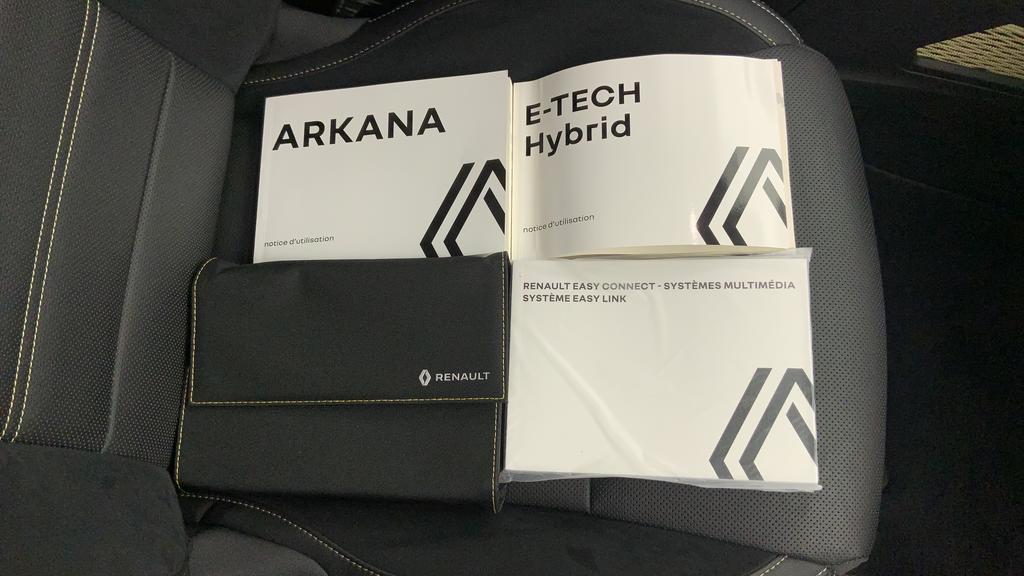 ARKANA
notice d'utilisation
E-TECH
Hybrid
notice d'utilisation
RENAULT
RENAULT EASY CONNECT - SYSTÈMES MULTIMÉDIA
SYSTÈME EASY LINK